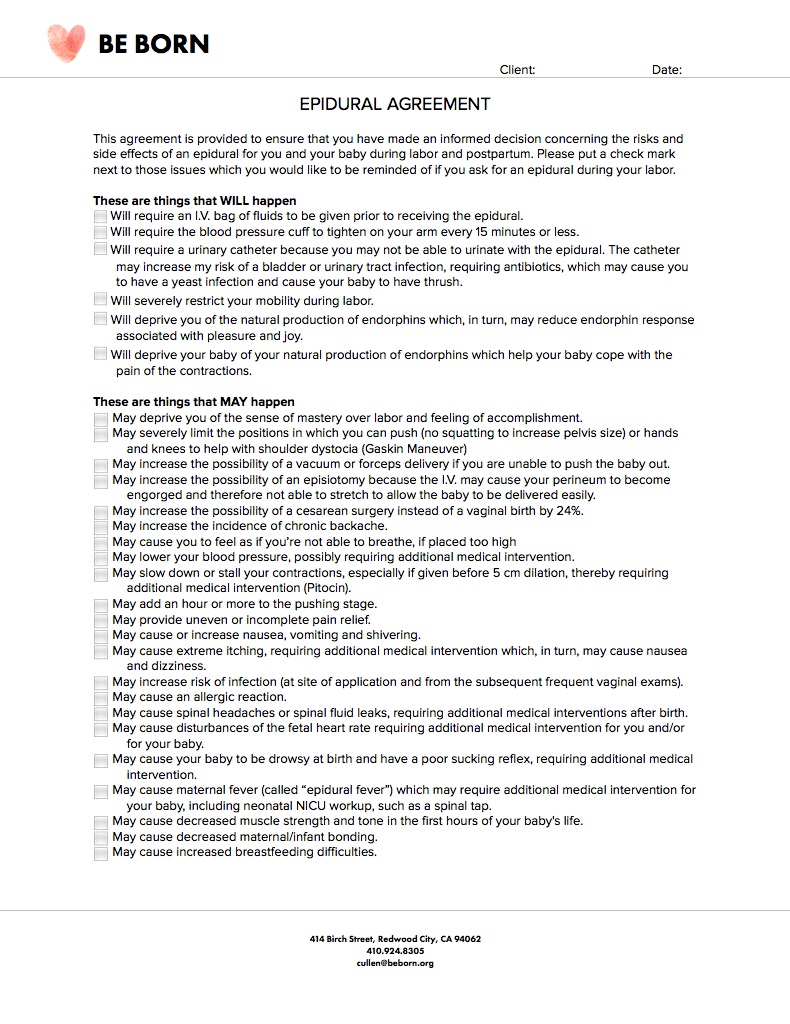 BE BORN
Client: Date:
EPIDURAL AGREEMENT
This agreement is provided to ensure that you have made an informed decision concerning the risks and
side effects of an epidural for you and your baby during labor and postpartum. Please put a check mark
next to those issues which you would like to be reminded of if you ask for an epidural during your labor.
These are things that WILL happen
Will require an I.V. bag of fluids to be given prior to receiving the epidural.
Will require the blood pressure cuff to tighten on your arm every 15 minutes or less.
Will require a urinary catheter because you may not be able to urinate with the epidural. The catheter
may increase my risk of a bladder or urinary tract infection, requiring antibiotics, which may cause you
to have a yeast infection and cause your baby to have thrush.
Will severely restrict your mobility during labor.
Will deprive you of the natural production of endorphins which, in turn, may reduce endorphin response
associated with pleasure and joy.
Will deprive your baby of your natural production of endorphins which help your baby cope with the
pain of the contractions.
These are things that MAY happen
May deprive you of the sense of mastery over labor and feeling of accomplishment.
May severely limit the positions in which you can push (no squatting to increase pelvis size) or hands
and knees to help with shoulder dystocia (Gaskin Maneuver)
May increase the possibility of a vacuum or forceps delivery if you are unable to push the baby out.
May increase the possibility of an episiotomy because the I.V. may cause your perineum to become
engorged and therefore not able to stretch to allow the baby to be delivered easily.
May increase the possibility of a cesarean surgery instead of a vaginal birth by 24%.
May increase the incidence of chronic backache.
May cause you to feel as if you're not able to breathe, if placed too high
May lower your blood pressure, possibly requiring additional medical intervention.
May slow down or stall your contractions, especially if given before 5 cm dilation, thereby requiring
additional medical intervention (Pitocin).
May add an hour or more to the pushing stage.
May provide uneven or incomplete pain relief.
May cause or increase nausea, vomiting and shivering.
May cause extreme itching, requiring additional medical intervention which, in turn, may cause nausea
and dizziness.
May increase risk of infection (at site of application and from the subsequent frequent vaginal exams).
May cause an allergic reaction.
May cause spinal headaches or spinal fluid leaks, requiring additional medical interventions after birth.
May cause disturbances of the fetal heart rate requiring additional medical intervention for you and/or
for your baby.
May cause your baby to be drowsy at birth and have a poor sucking reflex, requiring additional medical
intervention.
May cause maternal fever (called “epidural fever”) which may require additional medical intervention for
your baby, including neonatal NICU workup, such as a spinal tap.
May cause decreased muscle strength and tone in the first hours of your baby's life.
May cause decreased maternal/infant bonding.
May cause increased breastfeeding difficulties.
414 Birch Street, Redwood City, CA 94062
410.924.8305
cullen@beborn.org